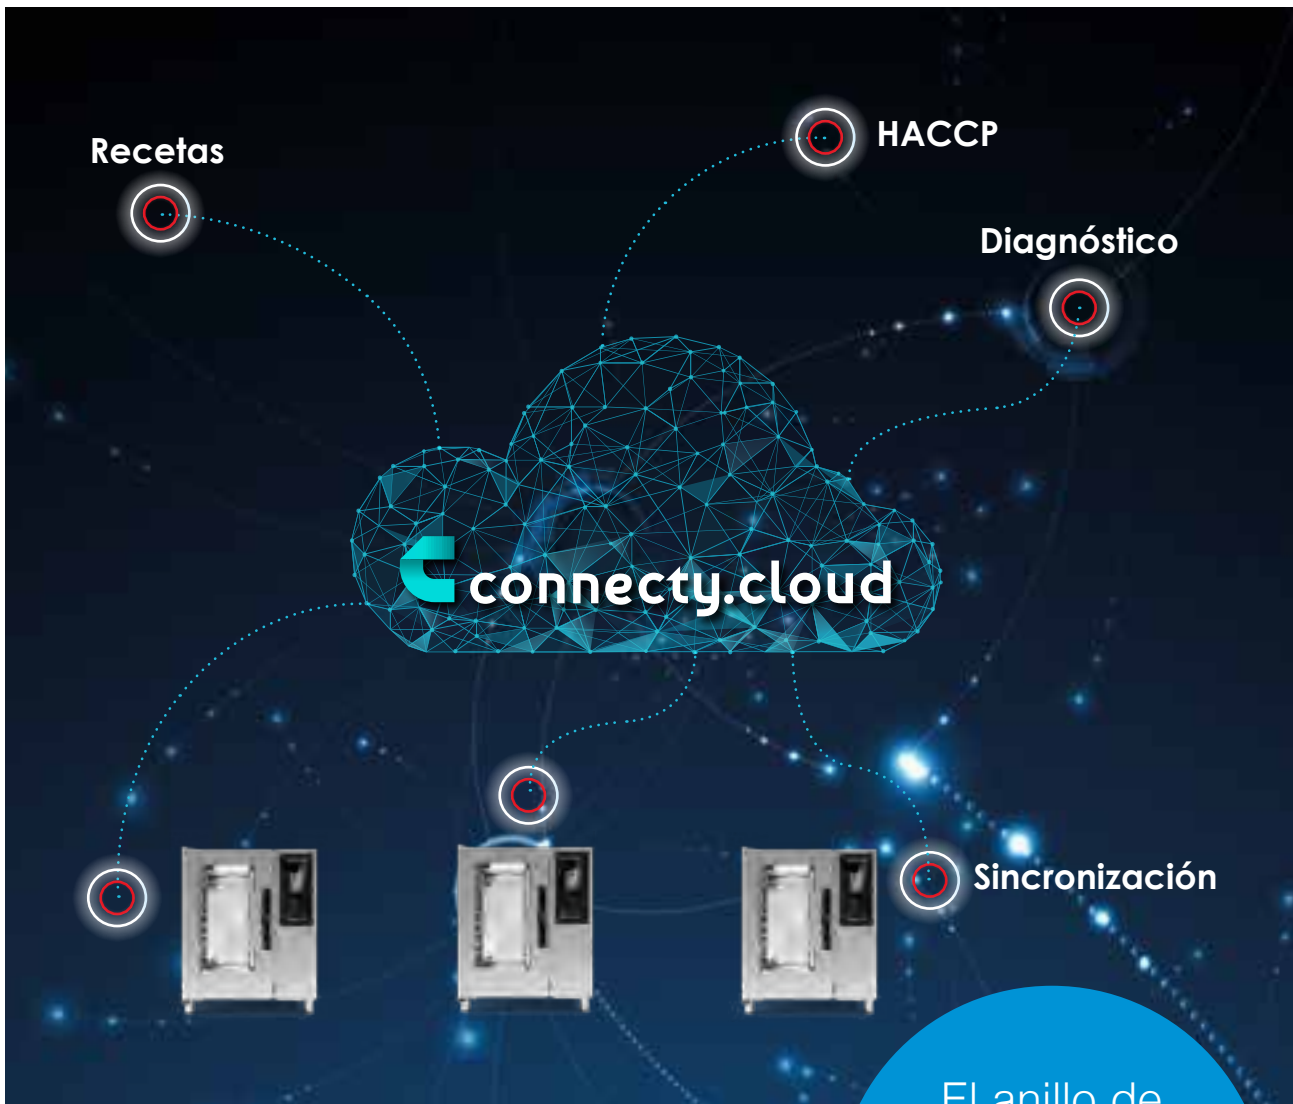 Recetas
HACCP
Diagnóstico
connecty.cloud
Sincronización
El anillo de